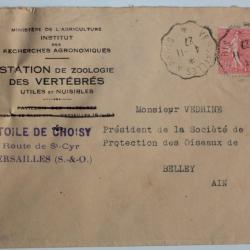 MINISTÈRE DE L'AGRICULTURE
INSTITUT
DES
RECHERCHES AGRONOMIQUES
STATION DE ZOOLOGIE
DES VERTÉBRÉS
UTILES ET NUISIBLES
TOILE DE CHOISY
Route de St-Cyr
ERSAILLES (S.-&-O.)
Monsieur VEDRINE
Président de la Société de
Protection des Oiseaux de
BELLEY
AIN